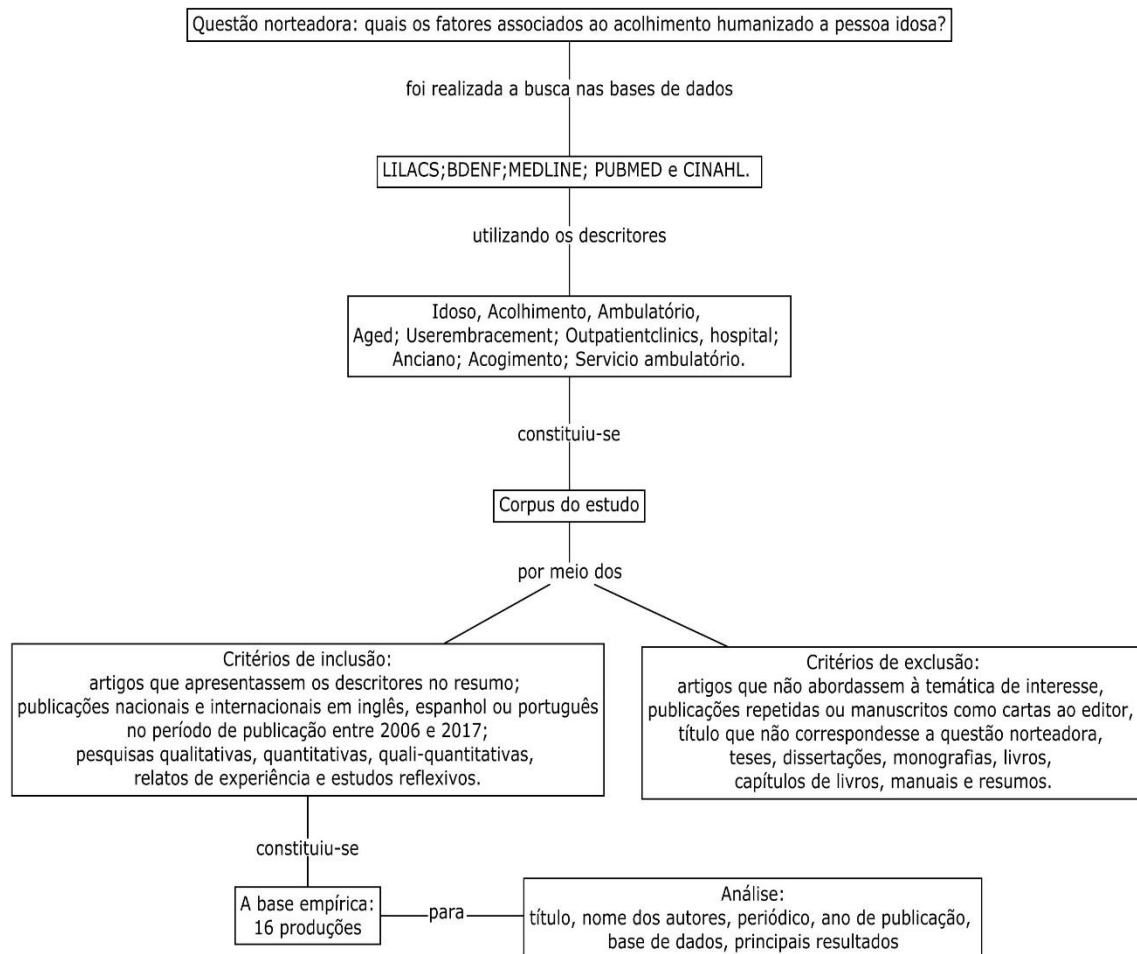 Questão norteadora: quais os fatores associados ao acolhimento humanizado a pessoa idosa?
foi realizada a busca nas bases de dados
LILACS;BDENF;MEDLINE; PUBMED e CINAHL.
utilizando os descritores
Idoso, Acolhimento, Ambulatório,
Aged; Userembracement; Outpatientclinics, hospital;
Anciano; Acogimento; Servicio ambulatório.
constituiu-se
Corpus do estudo
por meio dos
Critérios de inclusão:
artigos que apresentassem os descritores no resumo;
publicações nacionais e internacionais em inglês, espanhol ou português
no período de publicação entre 2006 e 2017;
pesquisas qualitativas, quantitativas, quali-quantitativas,
relatos de experiência e estudos reflexivos.
Critérios de exclusão:
artigos que não abordassem à temática de interesse,
publicações repetidas ou manuscritos como cartas ao editor,
título que não correspondesse a questão norteadora,
teses, dissertações, monografias, livros,
capítulos de livros, manuais e resumos.
constituiu-se
A base empírica:
16 produções
para
Análise:
título, nome dos autores, periódico, ano de publicação,
base de dados, principais resultados